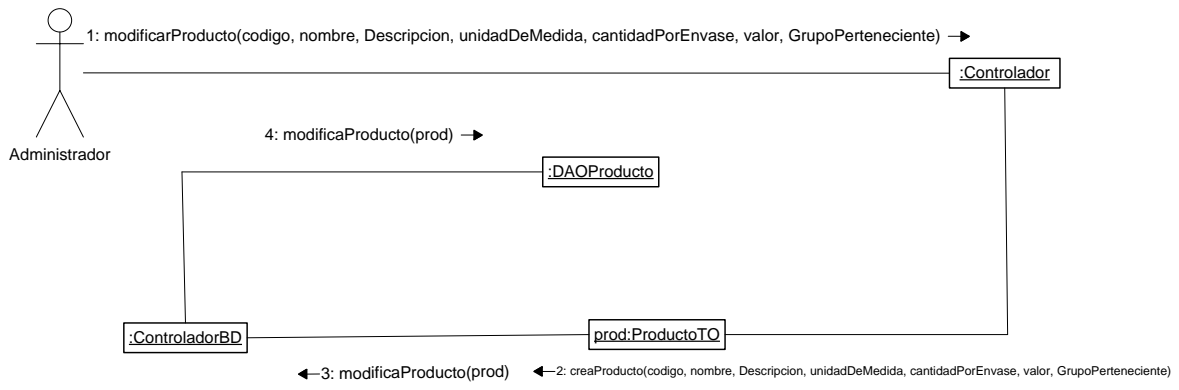 1: modificarProducto(codigo, nombre, Descripcion, unidadDeMedida, cantidadPorEnvase, valor, GrupoPerteneciente)
:Controlador
4: modificaProducto(prod)
Administrador
:DAOProducto
:ControladorBD
prod:ProductoTO
3: modificaProducto(prod)
2: creaProducto(codigo, nombre, Descripcion, unidadDeMedida, cantidadPorEnvase, valor, GrupoPerteneciente)